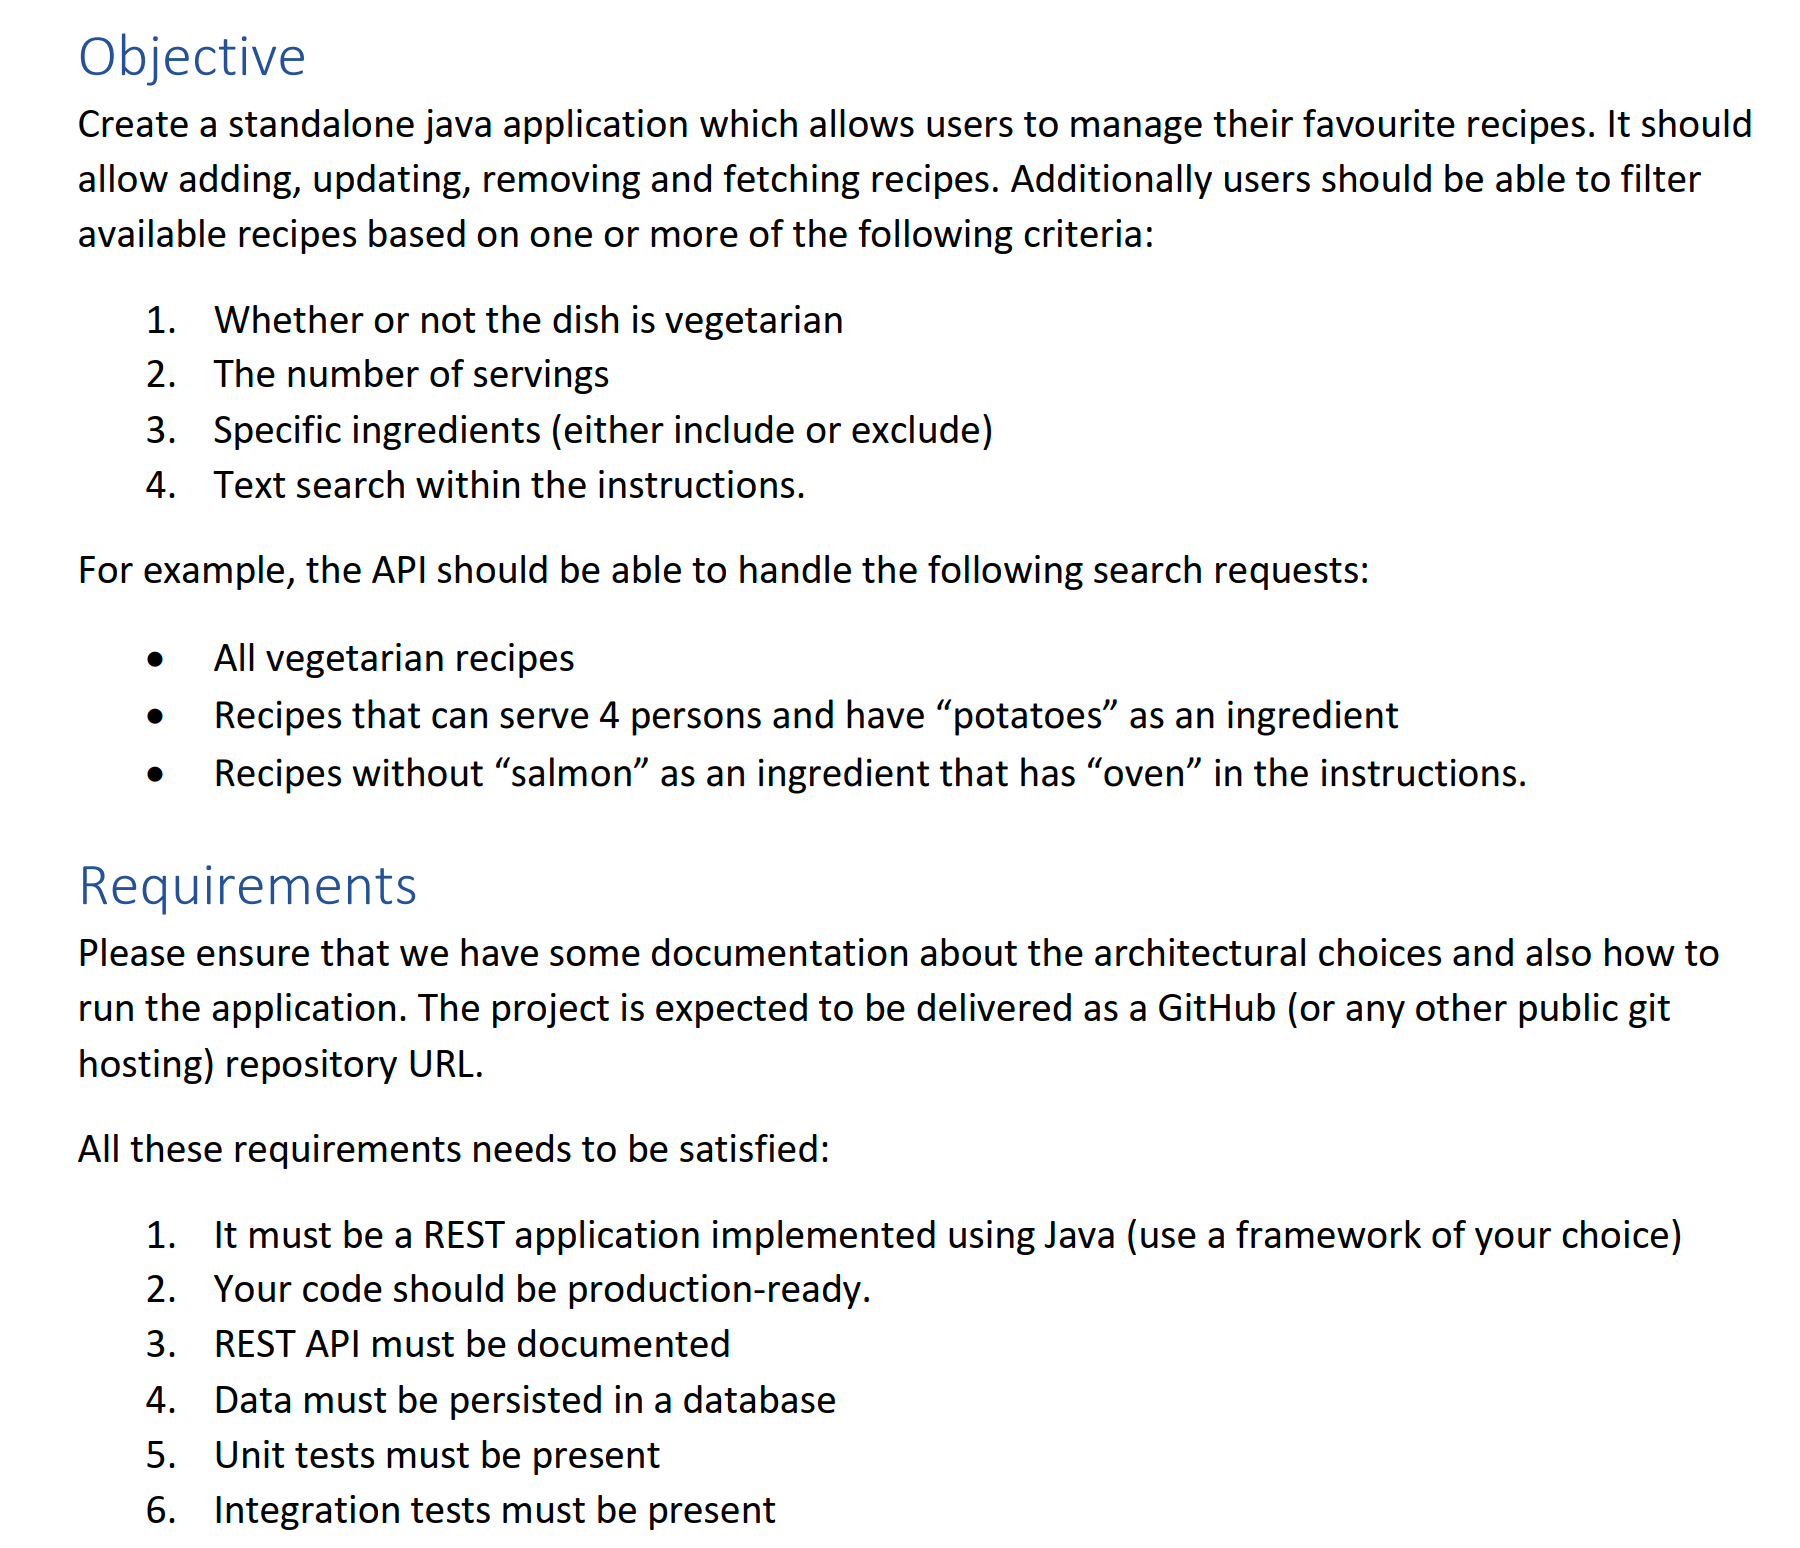 Objective
Create a standalone java application which allows users to manage their favourite recipes. It should
allow adding, updating, removing and fetching recipes. Additionally users should be able to filter
available recipes based on one or more of the following criteria:
1. Whether or not the dish is vegetarian
2. The number of servings
3. Specific ingredients (either include or exclude)
4. Text search within the instructions.
For example, the API should be able to handle the following search requests:
• All vegetarian recipes
• Recipes that can serve 4 persons and have “potatoes” as an ingredient
• Recipes without “salmon” as an ingredient that has “oven” in the instructions.
Requirements
Please ensure that we have some documentation about the architectural choices and also how to
run the application. The project is expected to be delivered as a GitHub (or any other public git
hosting) repository URL.
All these requirements needs to be satisfied:
1. It must be a REST application implemented using Java (use a framework of your choice)
2. Your code should be production-ready.
3. REST API must be documented
4. Data must be persisted in a database
5. Unit tests must be present
6. Integration tests must be present